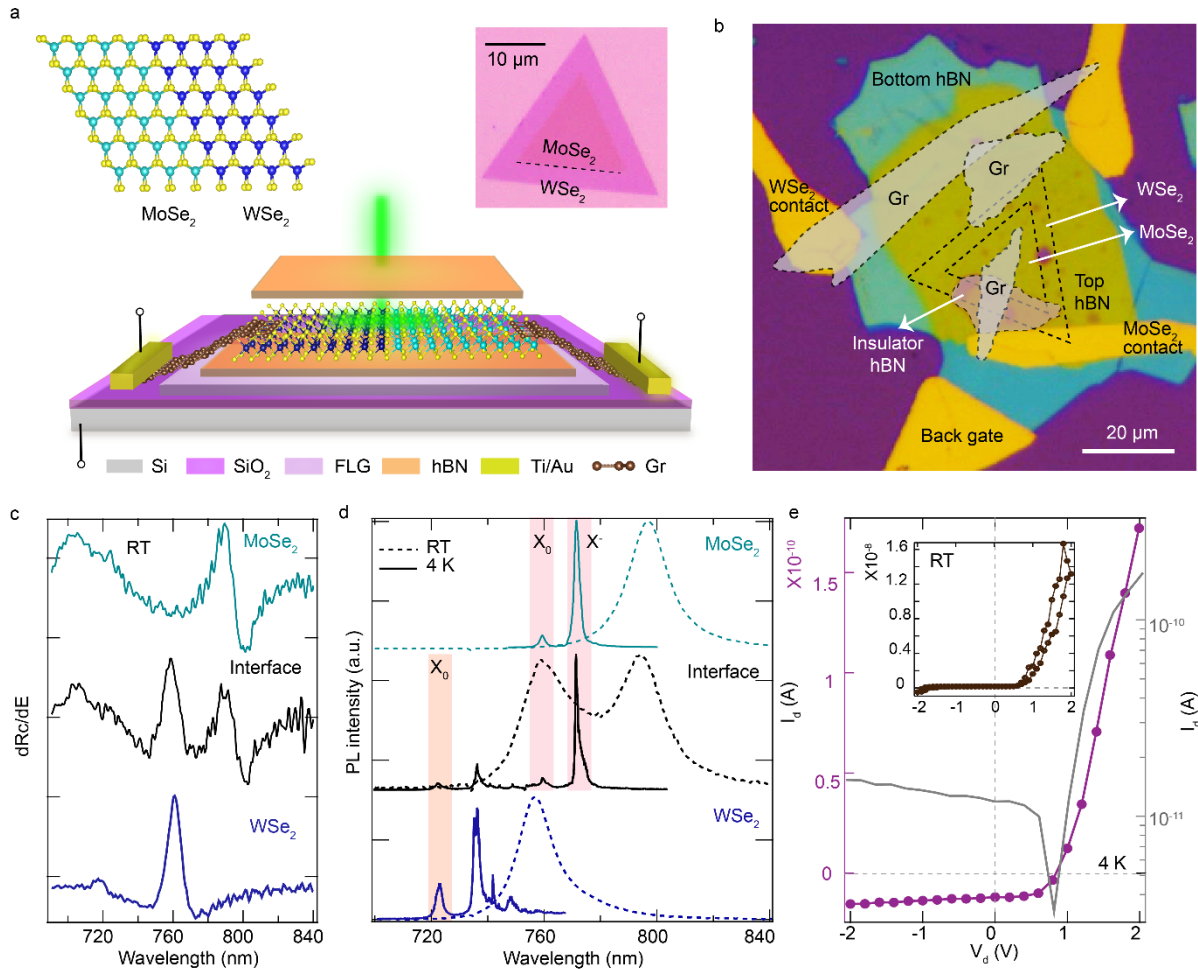 a
MoSe₂ WSe₂
10 μm
MoSe₂
WSe₂
Si SiO₂ FLG hBN Ti/Au Gr
b
Bottom hBN
Gr
Gr
WSe₂
contact
WSe₂
MoSe₂
Gr
Top
hBN
Insulator
hBN
MoSe₂
contact
Back gate
20 μm
c
RT
MoSe₂
Interface
WSe₂
dRc/dE
720 760 800 840
Wavelength (nm)
d
RT
4 K
X₀
X⁻
MoSe₂
Interface
X₀
WSe₂
PL intensity (a.u.)
720 760 800 840
Wavelength (nm)
e
X10⁻¹⁰
1.5
0.5
0
I_d (A)
X10⁻⁸
1.6
1.2
0.8
0.4
0
RT
-2 -1 0 1 2
10⁻¹⁰
10⁻¹¹
I_d (A)
4 K
-2 -1 0 1 2
V_d (V)